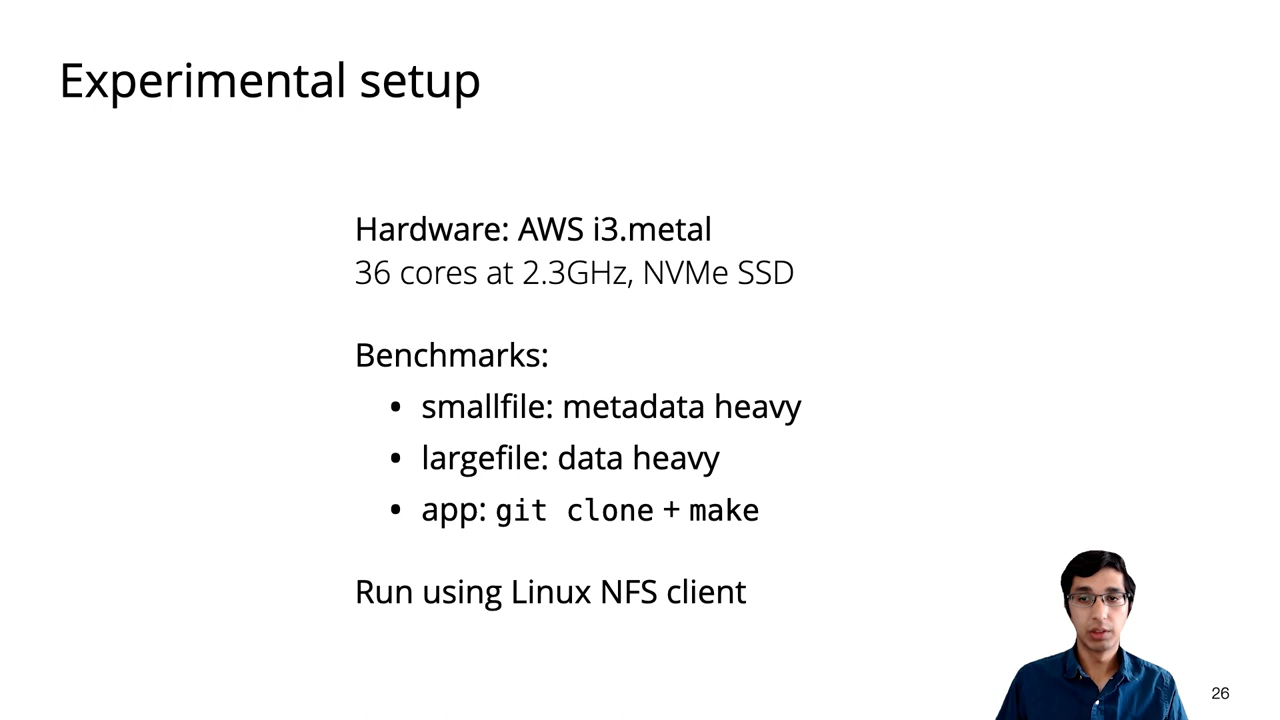 Experimental setup
Hardware: AWS i3.metal
36 cores at 2.3GHz, NVMe SSD
Benchmarks:
• smallfile: metadata heavy
• largefile: data heavy
• app: git clone + make
Run using Linux NFS client
26